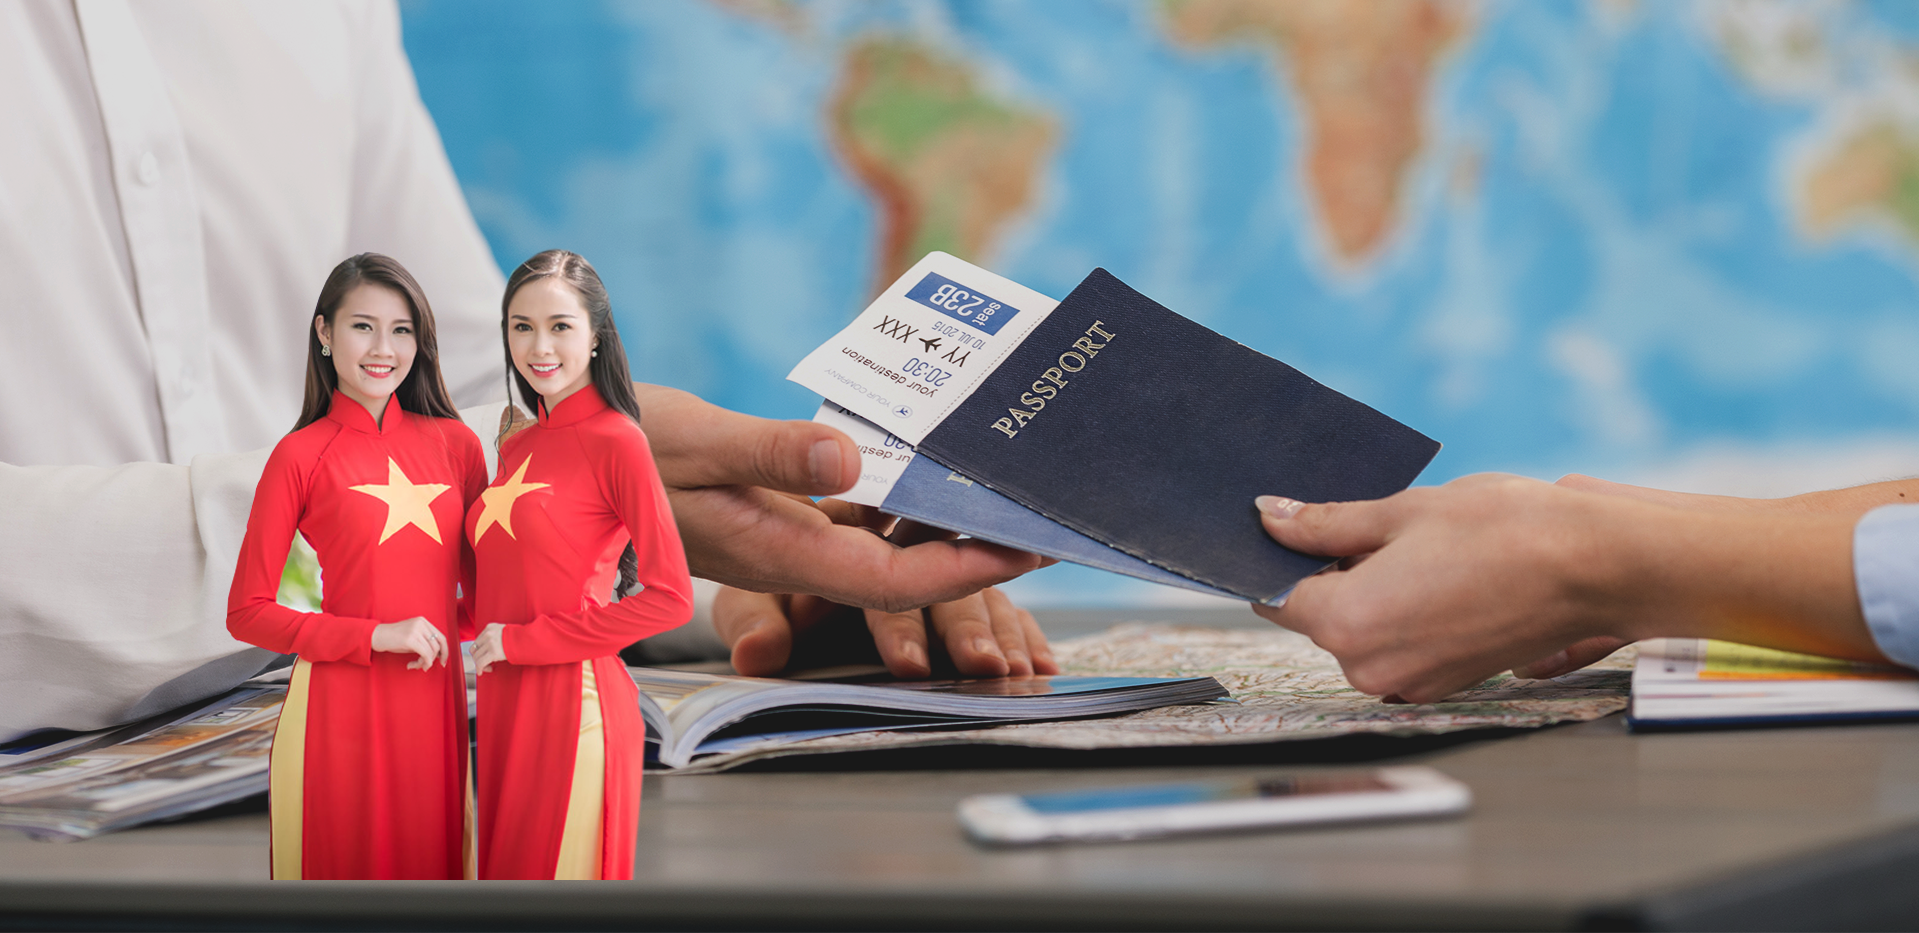 YOUR COMPANY
your destination
20:30
YY XXX
10 JUL 2015
seat 23B
PASSPORT